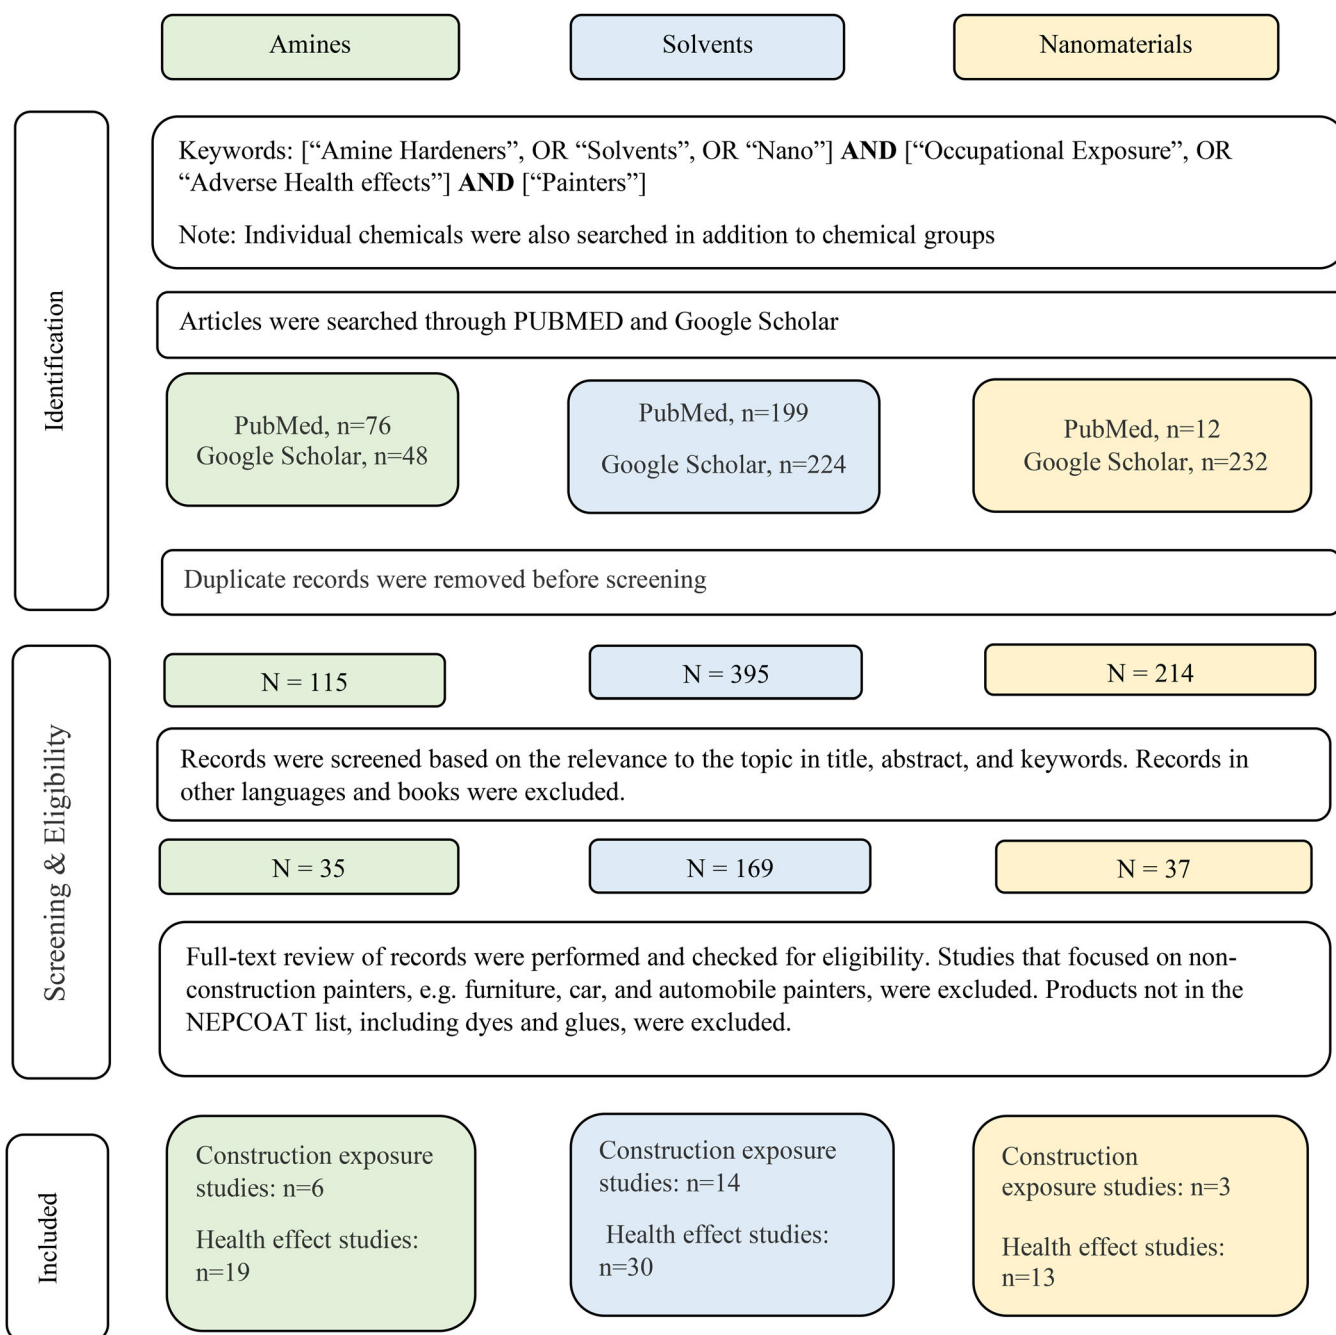 Amines
Solvents
Nanomaterials
Identification
Keywords: [“Amine Hardeners”, OR “Solvents”, OR “Nano”] AND [“Occupational Exposure”, OR
“Adverse Health effects”] AND [“Painters”]
Note: Individual chemicals were also searched in addition to chemical groups
Articles were searched through PUBMED and Google Scholar
PubMed, n=76
Google Scholar, n=48
PubMed, n=199
Google Scholar, n=224
PubMed, n=12
Google Scholar, n=232
Duplicate records were removed before screening
Screening & Eligibility
N = 115
N = 395
N = 214
Records were screened based on the relevance to the topic in title, abstract, and keywords. Records in
other languages and books were excluded.
N = 35
N = 169
N = 37
Full-text review of records were performed and checked for eligibility. Studies that focused on non-
construction painters, e.g. furniture, car, and automobile painters, were excluded. Products not in the
NEPCOAT list, including dyes and glues, were excluded.
Included
Construction exposure
studies: n=6
Health effect studies:
n=19
Construction exposure
studies: n=14
Health effect studies:
n=30
Construction
exposure studies: n=3
Health effect studies:
n=13